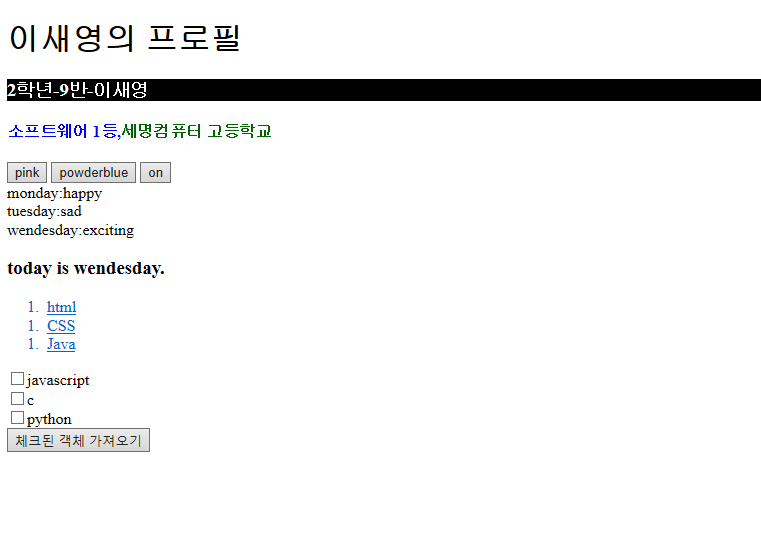 이새영의 프로필
2학년-9반-이새영
소프트웨어 1등,세명컴퓨터 고등학교
pink powderblue on
monday:happy
tuesday:sad
wendesday:exciting
today is wendesday.
1. html
1. CSS
1. Java
javascript
c
python
체크된 객체 가져오기